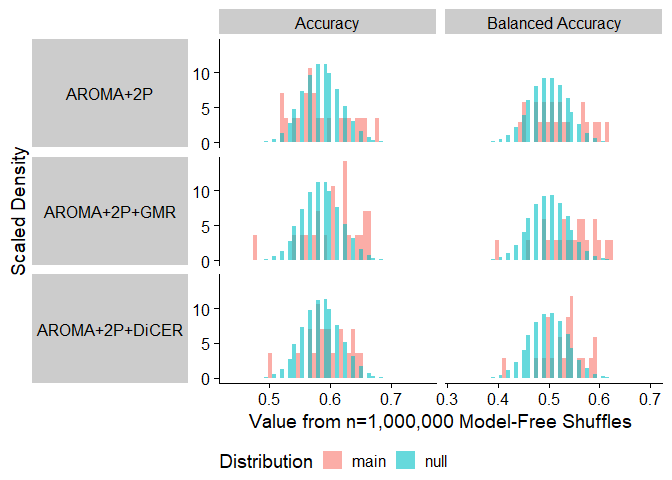 Accuracy
Balanced Accuracy
Scaled Density
AROMA+2P
10
5
0
AROMA+2P+GMR
10
5
0
AROMA+2P+DiCER
10
5
0
0.5 0.6 0.7
0.3 0.4 0.5 0.6 0.7
Value from n=1,000,000 Model-Free Shuffles
Distribution main null